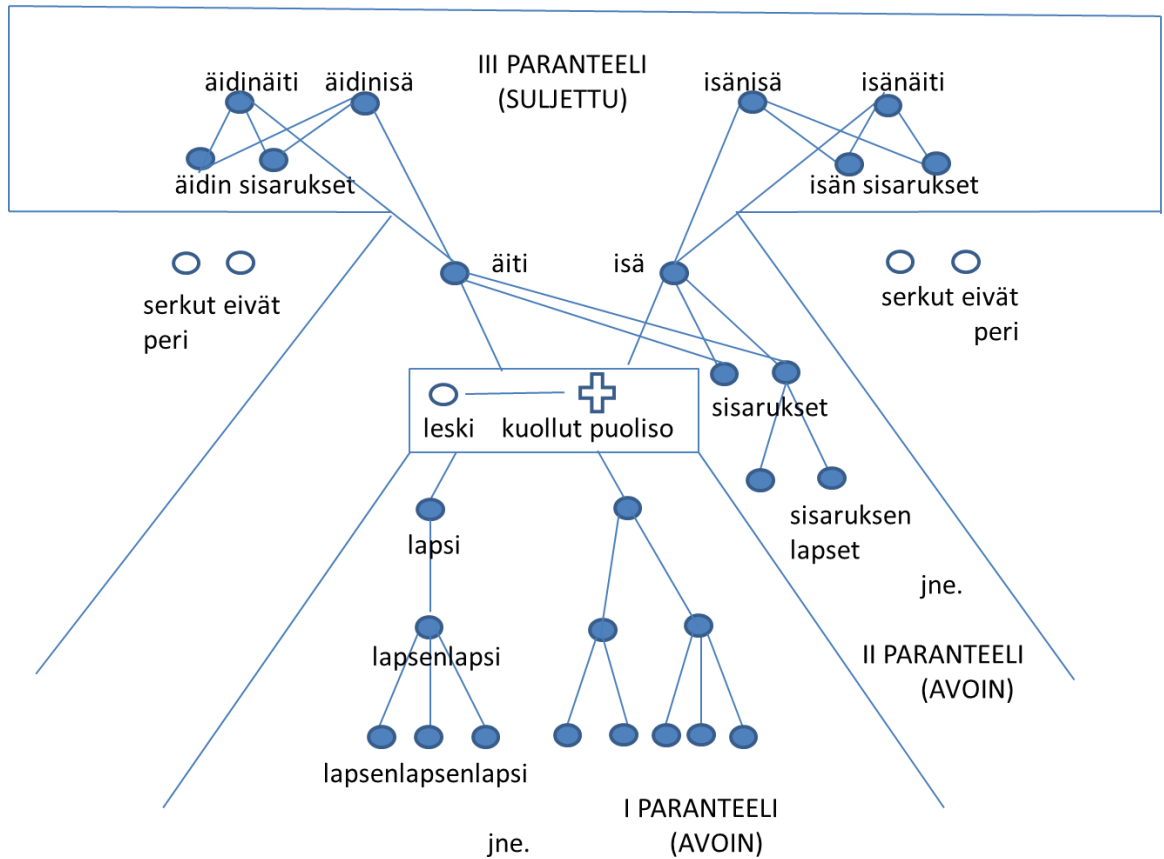 III PARANTEELI
(SULJETTU)
äidinäiti
äidinisä
isänisä
isänäiti
äidin sisarukset
isän sisarukset
äiti
isä
serkut eivät
peri
serkut eivät
peri
leski
kuollut puoliso
sisarukset
sisaruksen
lapset
jne.
lapsi
lapsenlapsi
II PARANTEELI
(AVOIN)
lapsenlapsenlapsi
I PARANTEELI
(AVOIN)
jne.